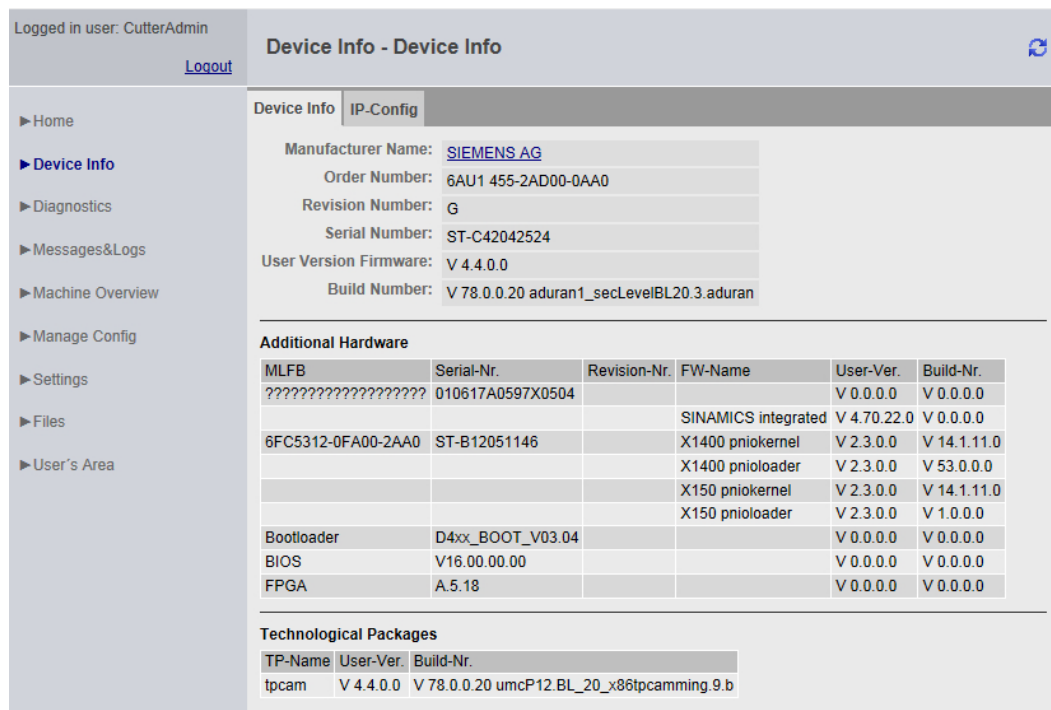 Logged in user: CutterAdmin
Logout
Device Info - Device Info
►Home
►Device Info
►Diagnostics
►Messages&Logs
►Machine Overview
►Manage Config
►Settings
►Files
►User´s Area
Device Info IP-Config
Manufacturer Name: SIEMENS AG
Order Number: 6AU1 455-2AD00-0AA0
Revision Number: G
Serial Number: ST-C42042524
User Version Firmware: V 4.4.0.0
Build Number: V 78.0.0.20 aduran1_secLevelBL20.3.aduran
Additional Hardware
MLFB Serial-Nr. Revision-Nr. FW-Name User-Ver. Build-Nr.
??????????????????? 010617A0597X0504 V 0.0.0.0 V 0.0.0.0
SINAMICS integrated V 4.70.22.0 V 0.0.0.0
6FC5312-0FA00-2AA0 ST-B12051146 X1400 pniokernel V 2.3.0.0 V 14.1.11.0
X1400 pnioloader V 2.3.0.0 V 53.0.0.0
X150 pniokernel V 2.3.0.0 V 14.1.11.0
X150 pnioloader V 2.3.0.0 V 1.0.0.0
Bootloader D4xx_BOOT_V03.04 V 0.0.0.0 V 0.0.0.0
BIOS V16.00.00.00 V 0.0.0.0 V 0.0.0.0
FPGA A.5.18 V 0.0.0.0 V 0.0.0.0
Technological Packages
TP-Name User-Ver. Build-Nr.
tpcam V 4.4.0.0 V 78.0.0.20 umcP12.BL_20_x86tpcamming.9.b